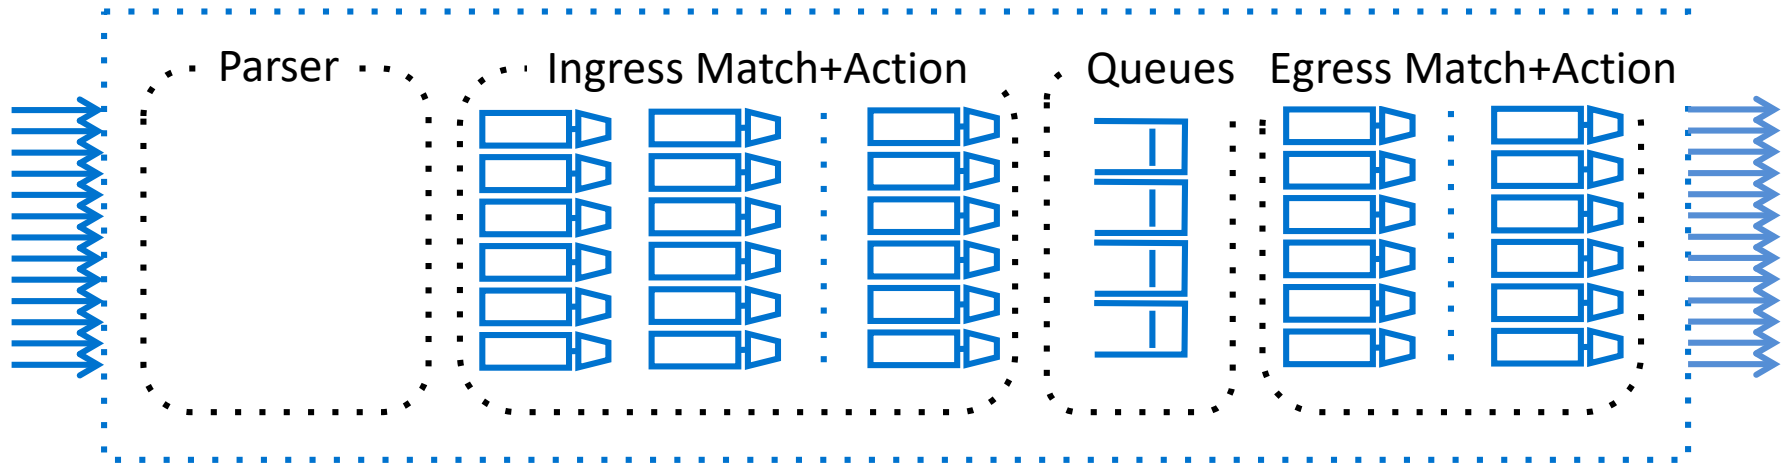 Parser
Ingress Match+Action
Queues
Egress Match+Action